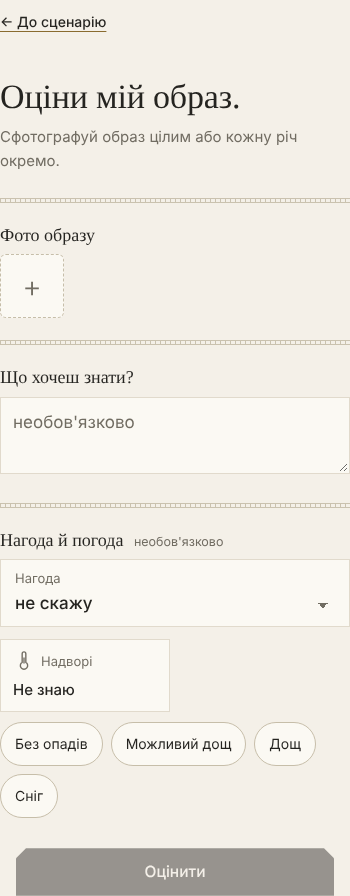 ← До сценарію
Оціни мій образ.
Сфотографуй образ цілим або кожну річ
окремо.
Фото образу
+
Що хочеш знати?
необов'язково
Нагода й погода необов'язково
Нагода
не скажу
Надворі
Не знаю
Без опадів Можливий дощ Дощ
Сніг
Оцінити